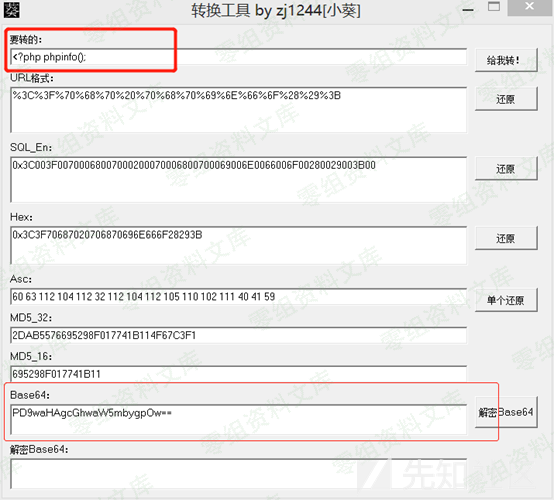 葵 转换工具 by zj1244[小葵]
要转的:
<?php phpinfo();
给我转!
URL格式:
%3C%3F%70%68%70%20%70%68%70%69%6E%66%6F%28%29%3B
还原
SQL_En:
0x3C003F00700068007000200070006800700069006E0066006F00280029003B00
还原
Hex:
0x3C3F70687020706870696E666F28293B
还原
Asc:
60 63 112 104 112 32 112 104 112 105 110 102 111 40 41 59
单个还原
MD5_32:
2DAB5576695298F017741B114F67C3F1
MD5_16:
695298F017741B11
Base64:
PD9waHAgcGhwaW5mbygpOw==
解密Base64
解密Base64:
先知
零组资料文库